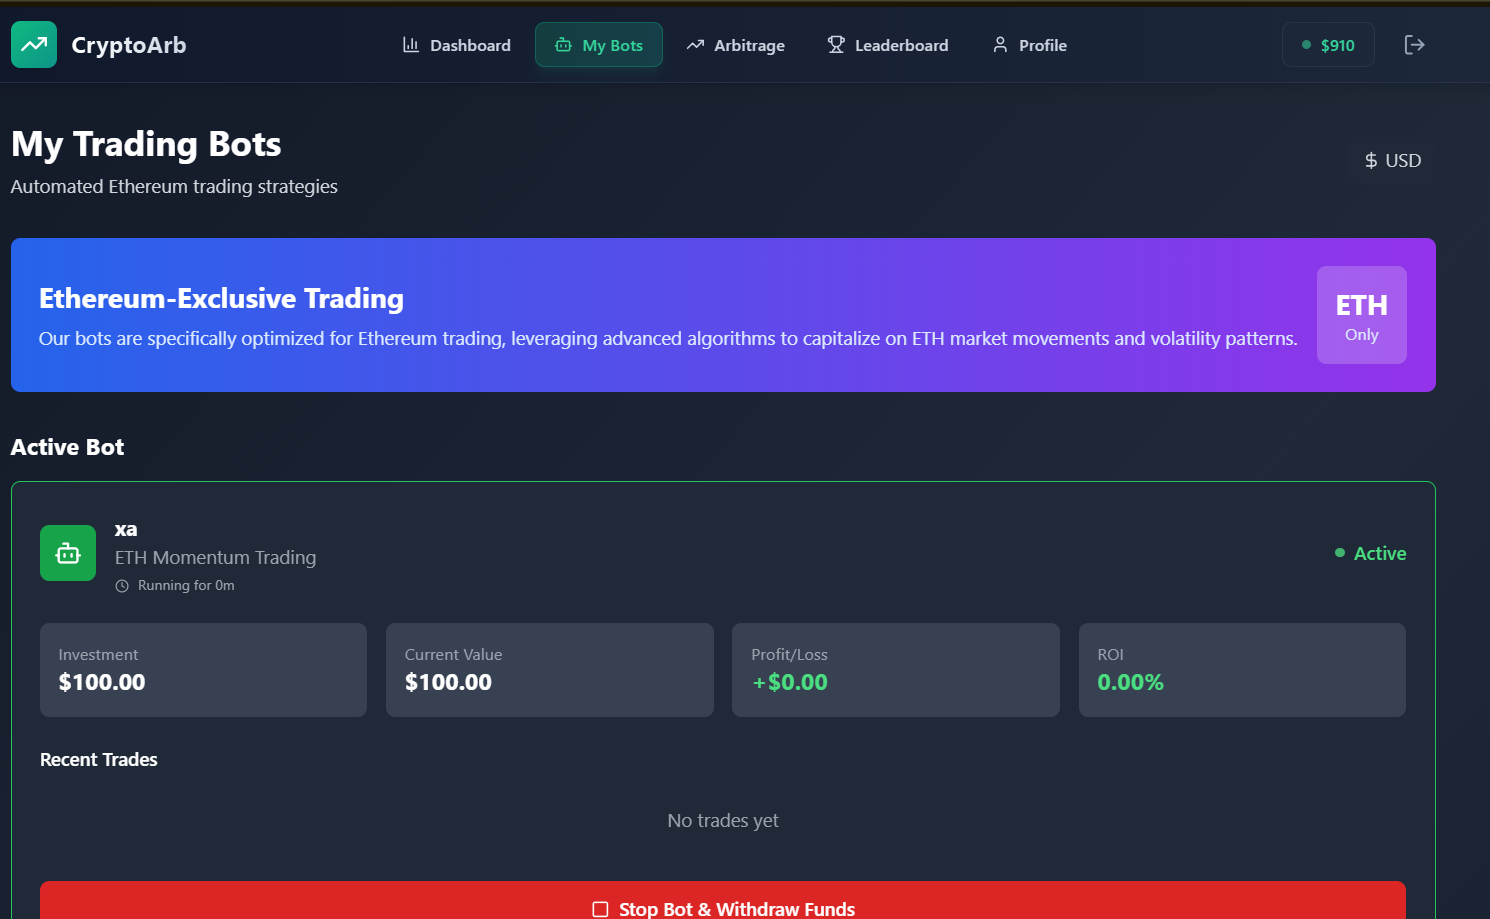 CryptoArb
Dashboard
My Bots
Arbitrage
Leaderboard
Profile
$910
My Trading Bots
Automated Ethereum trading strategies
$ USD
Ethereum-Exclusive Trading
Our bots are specifically optimized for Ethereum trading, leveraging advanced algorithms to capitalize on ETH market movements and volatility patterns.
ETH
Only
Active Bot
xa
ETH Momentum Trading
Running for 0m
Active
Investment
$100.00
Current Value
$100.00
Profit/Loss
+$0.00
ROI
0.00%
Recent Trades
No trades yet
Stop Bot & Withdraw Funds